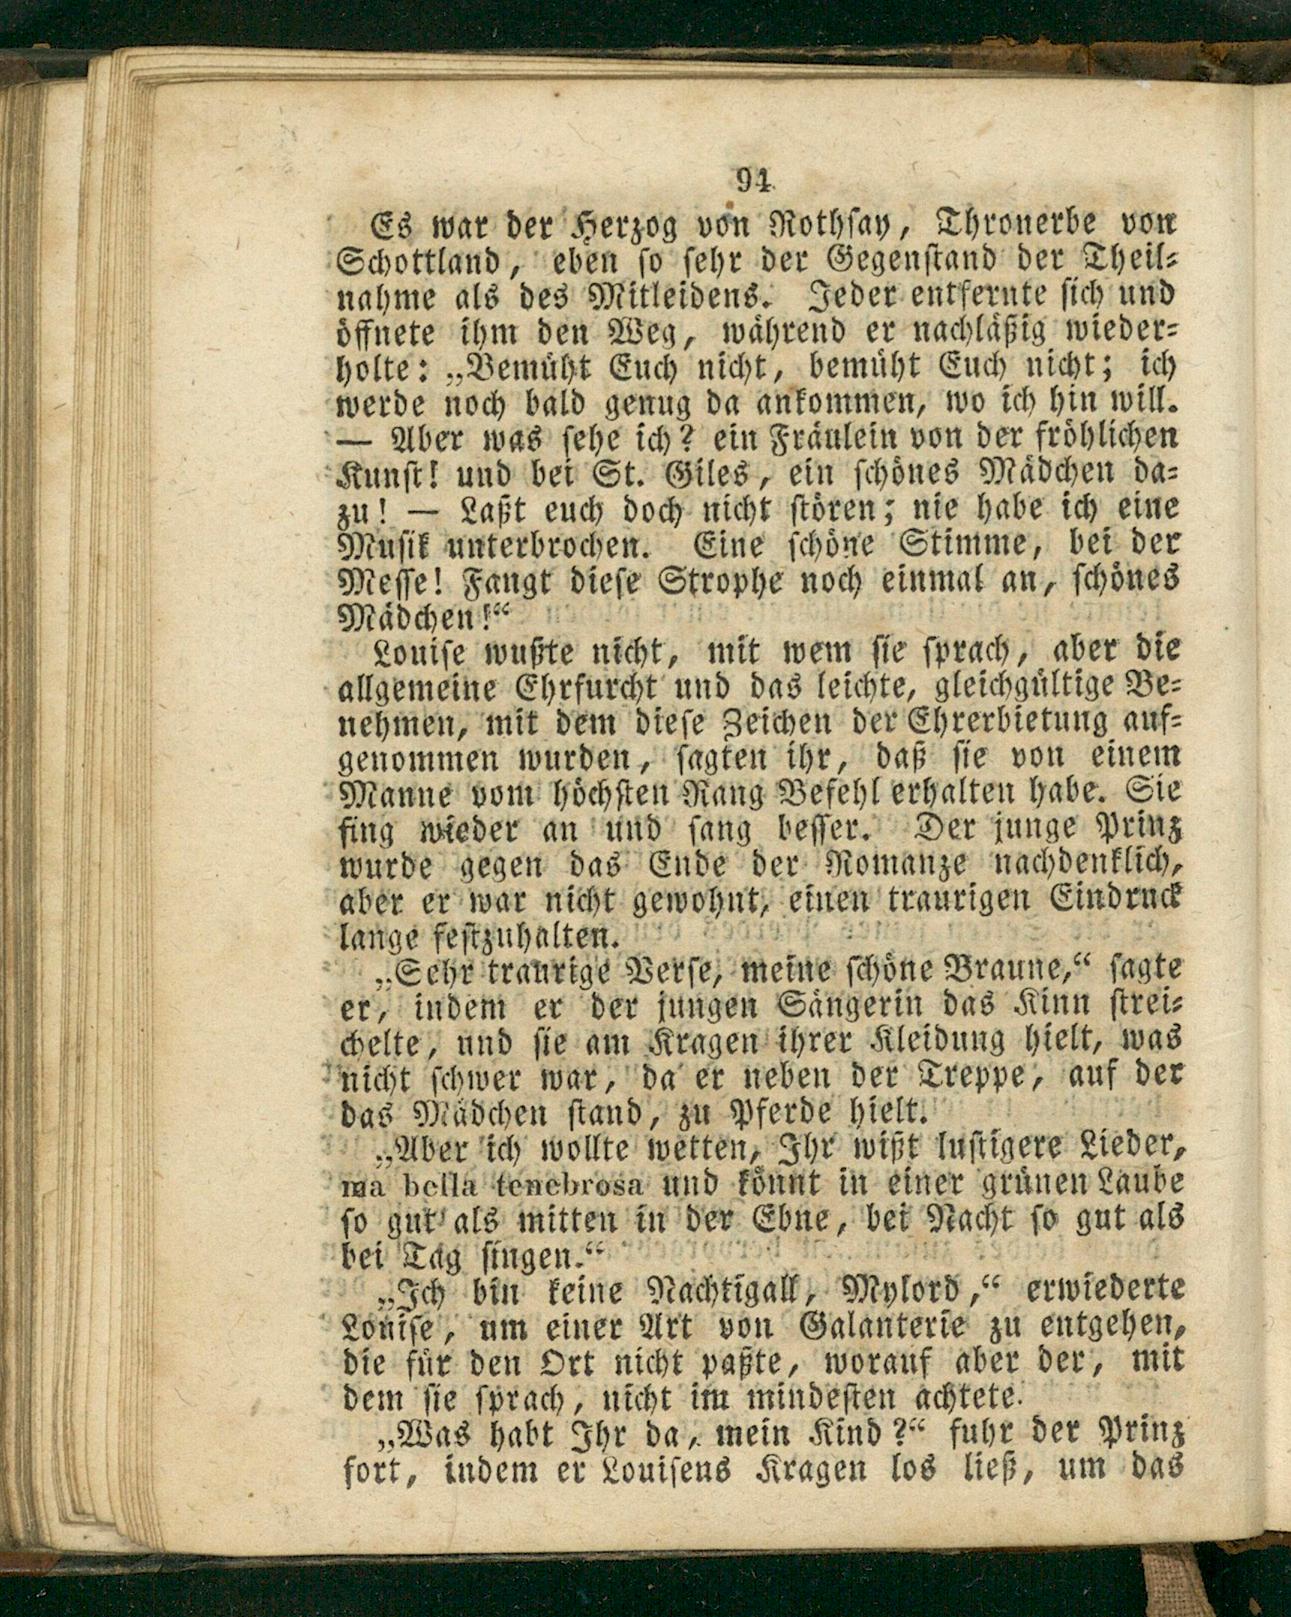 94
Es war der Herzog von Rothsay, Thronerbe von
Schottland, eben so sehr der Gegenstand der Theil-
nahme als des Mitleidens. Jeder entfernte sich und
öffnete ihm den Weg, während er nachläßig wieder-
holte: „Bemüht Euch nicht, bemüht Euch nicht; ich
werde noch bald genug da ankommen, wo ich hin will.
— Aber was sehe ich? ein Fräulein von der fröhlichen
Kunst! und bei St. Giles, ein schönes Mädchen da-
zu! — Laßt euch doch nicht stören; nie habe ich eine
Musik unterbrochen. Eine schöne Stimme, bei der
Messe! Fangt diese Strophe noch einmal an, schönes
Mädchen!“
Louise wußte nicht, mit wem sie sprach, aber die
allgemeine Ehrfurcht und das leichte, gleichgültige Be-
nehmen, mit dem diese Zeichen der Ehrerbietung auf-
genommen wurden, sagten ihr, daß sie von einem
Manne vom höchsten Rang Befehl erhalten habe. Sie
fing wieder an und sang besser. Der junge Prinz
wurde gegen das Ende der Romanze nachdenklich,
aber er war nicht gewohnt, einen traurigen Eindruck
lange festzuhalten.
„Sehr traurige Verse, meine schöne Braune,“ sagte
er, indem er der jungen Sängerin das Kinn strei-
chelte, und sie am Kragen ihrer Kleidung hielt, was
nicht schwer war, da er neben der Treppe, auf der
das Mädchen stand, zu Pferde hielt.
„Aber ich wollte wetten, Ihr wißt lustigere Lieder,
ma bella tenebrosa und könnt in einer grünen Laube
so gut als mitten in der Ebne, bei Nacht so gut als
bei Tag singen.“
„Ich bin keine Nachtigall, Mylord,“ erwiederte
Louise, um einer Art von Galanterie zu entgehen,
die für den Ort nicht paßte, worauf aber der, mit
dem sie sprach, nicht im mindesten achtete.
„Was habt Ihr da, mein Kind?“ fuhr der Prinz
fort, indem er Louisens Kragen los ließ, um das